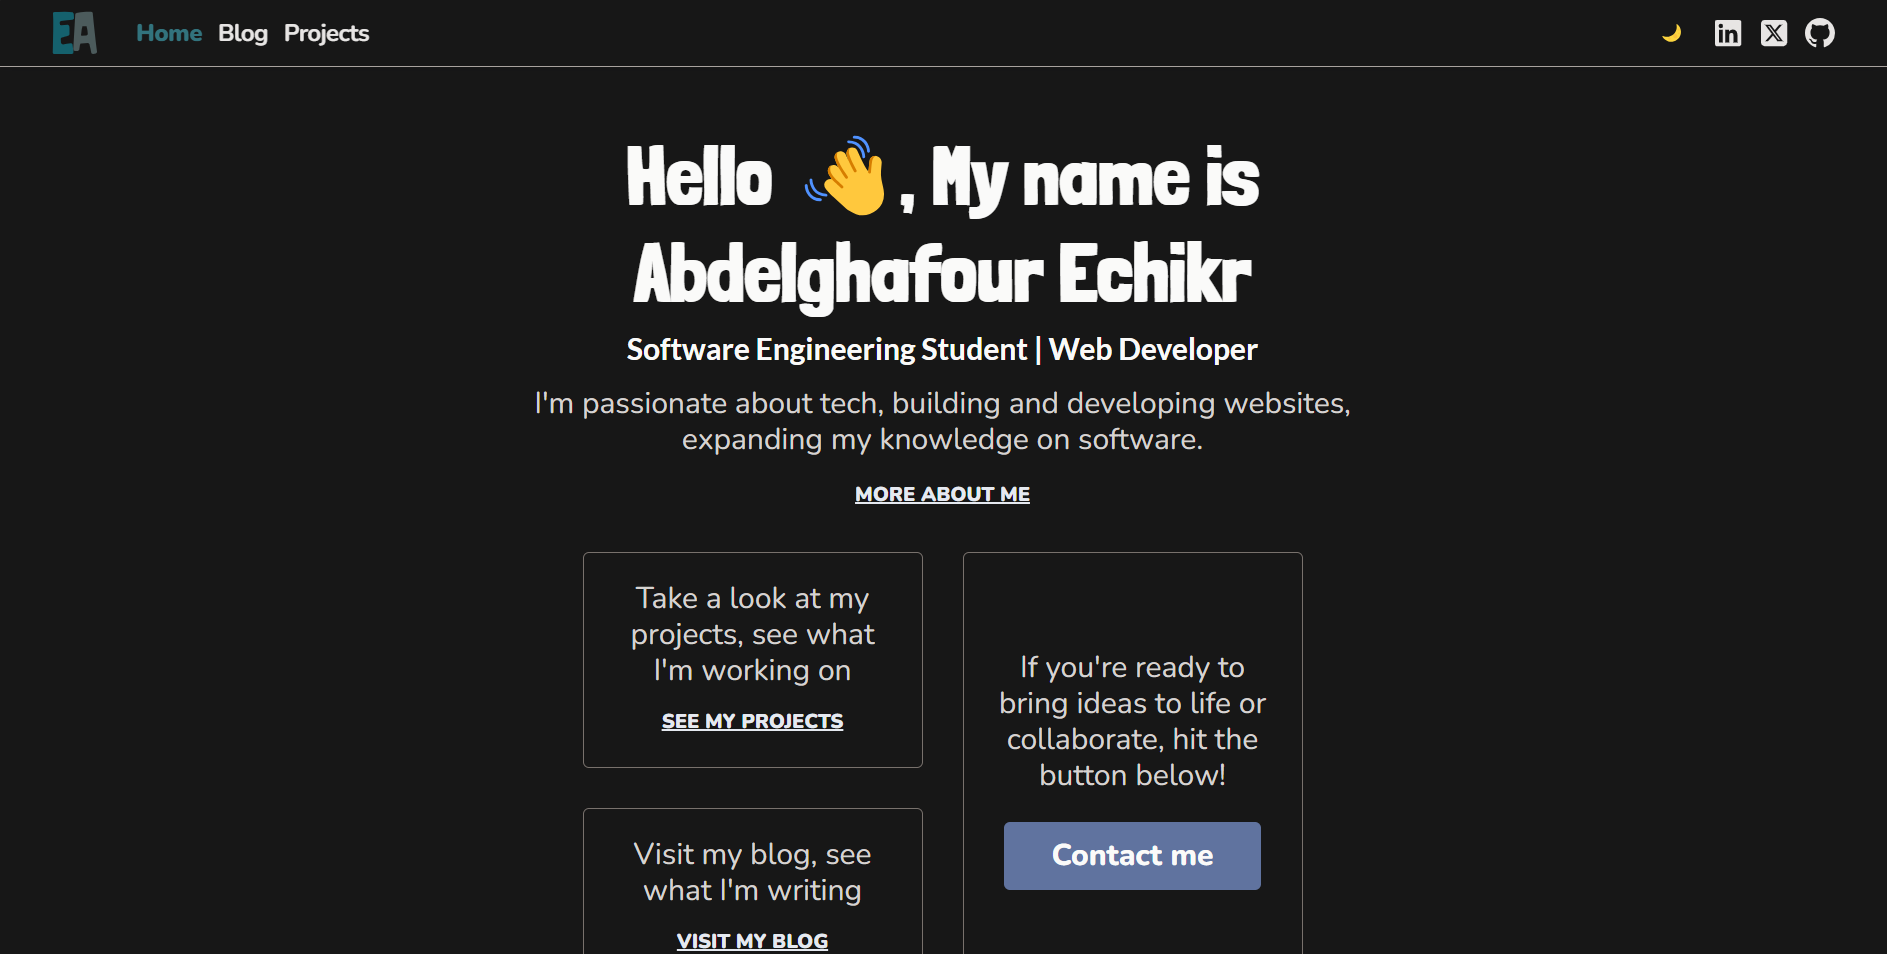 EA
Home Blog Projects
Hello 👋, My name is
Abdelghafour Echikr
Software Engineering Student | Web Developer
I'm passionate about tech, building and developing websites,
expanding my knowledge on software.
MORE ABOUT ME
Take a look at my
projects, see what
I'm working on
SEE MY PROJECTS
Visit my blog, see
what I'm writing
VISIT MY BLOG
If you're ready to
bring ideas to life or
collaborate, hit the
button below!
Contact me